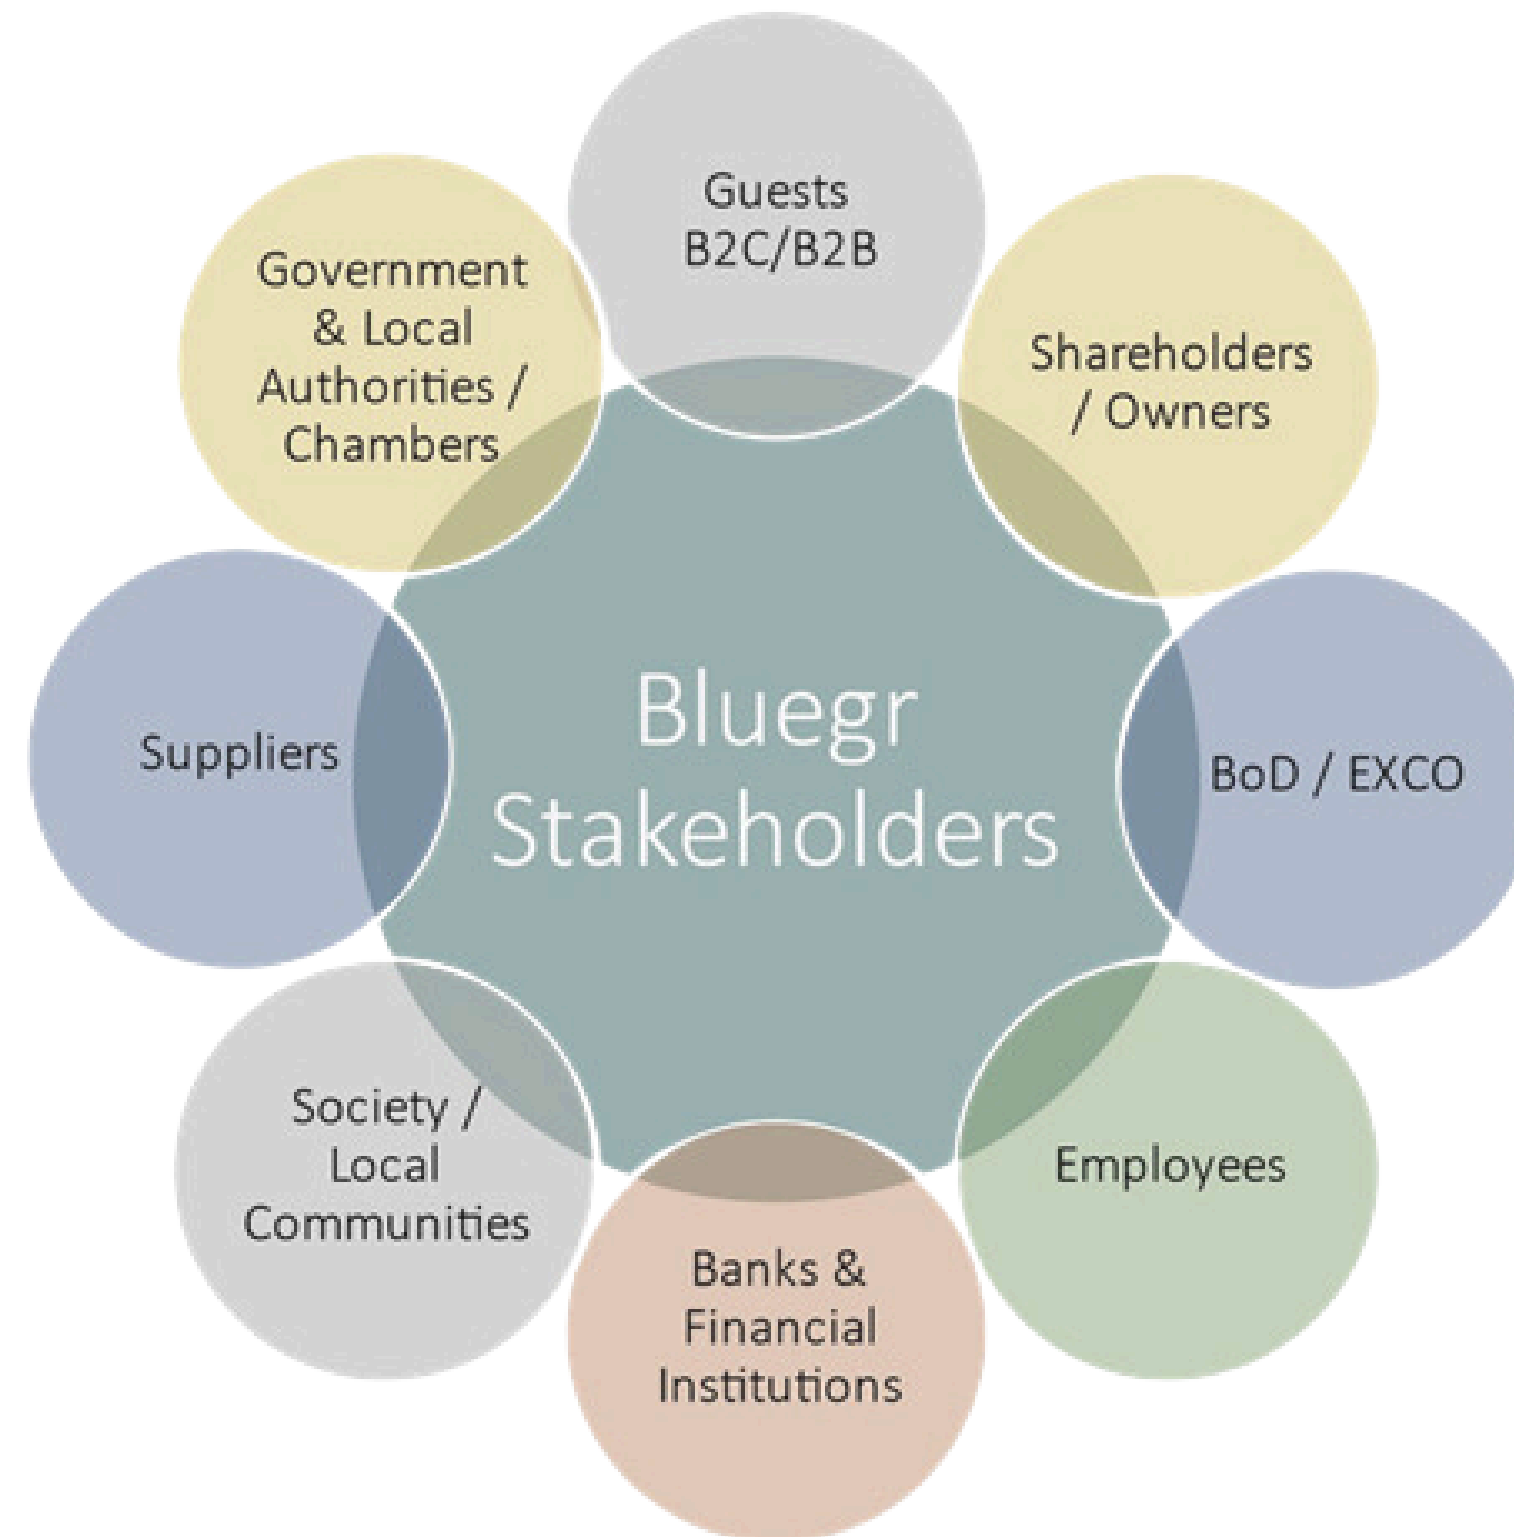 Guests
B2C/B2B
Shareholders
/ Owners
BoD / EXCO
Employees
Banks &
Financial
Institutions
Society /
Local
Communities
Suppliers
Government
& Local
Authorities /
Chambers
Bluegr
Stakeholders